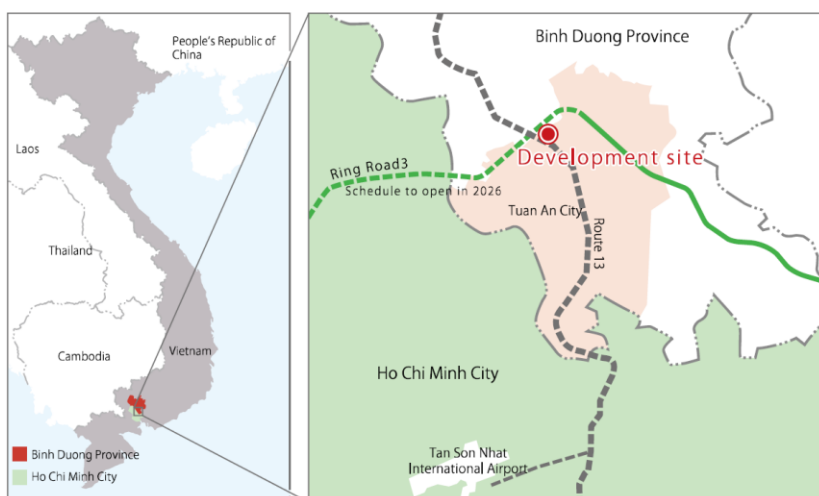 People's Republic of
China
Laos
Thailand
Cambodia
Vietnam
Binh Duong Province
Ho Chi Minh City
Binh Duong Province
Development site
Ring Road3
Schedule to open in 2026
Tuan An City
Route 13
Ho Chi Minh City
Tan Son Nhat
International Airport